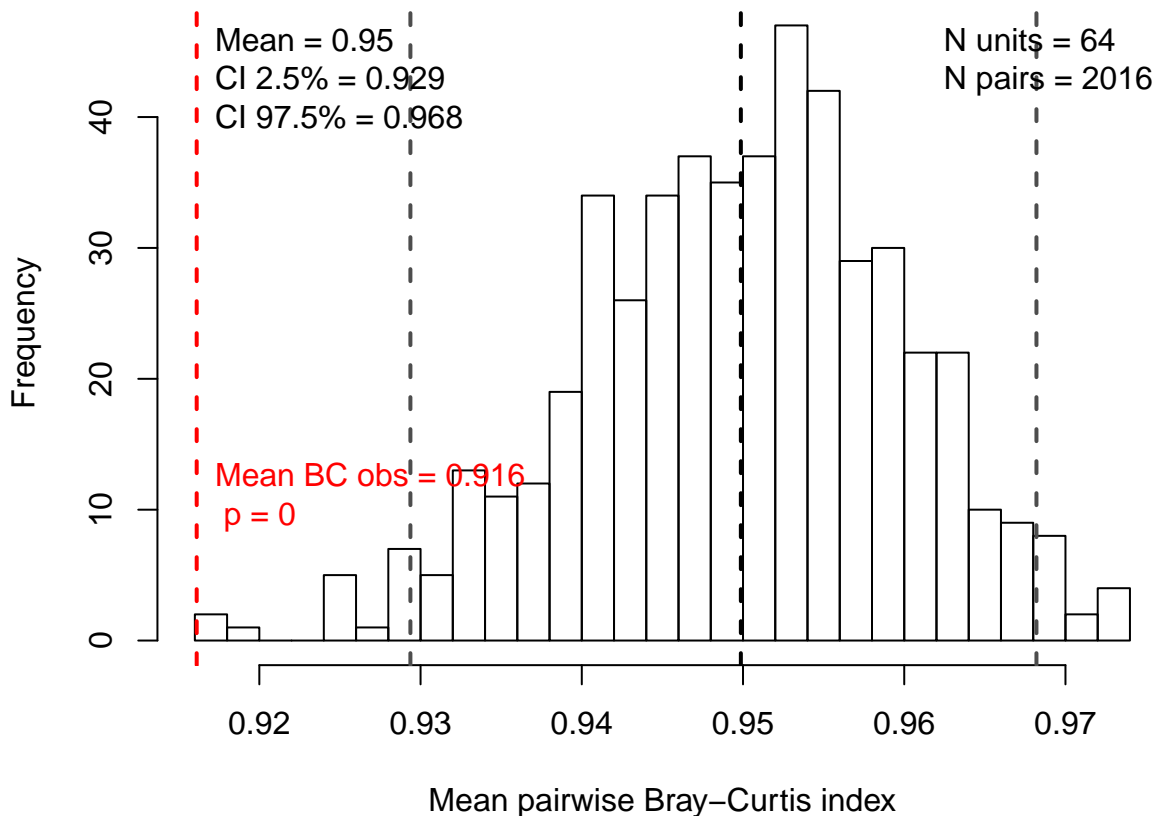 Mean = 0.95
CI 2.5% = 0.929
CI 97.5% = 0.968
N units = 64
N pairs = 2016
Mean BC obs = 0.916
p = 0
Frequency
0
10
20
30
40
0.92
0.93
0.94
0.95
0.96
0.97
Mean pairwise Bray−Curtis index